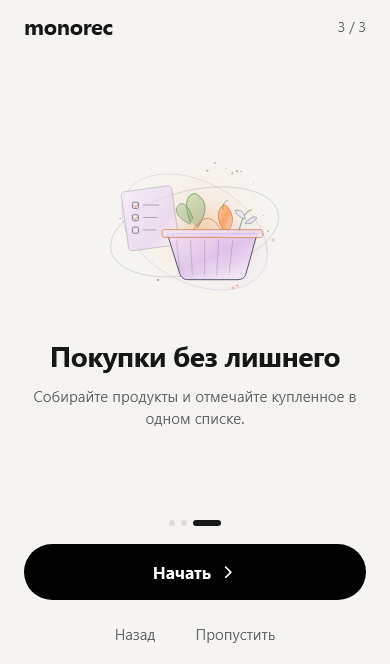 monorec
3 / 3
Покупки без лишнего
Собирайте продукты и отмечайте купленное в
одном списке.
Начать
Назад
Пропустить